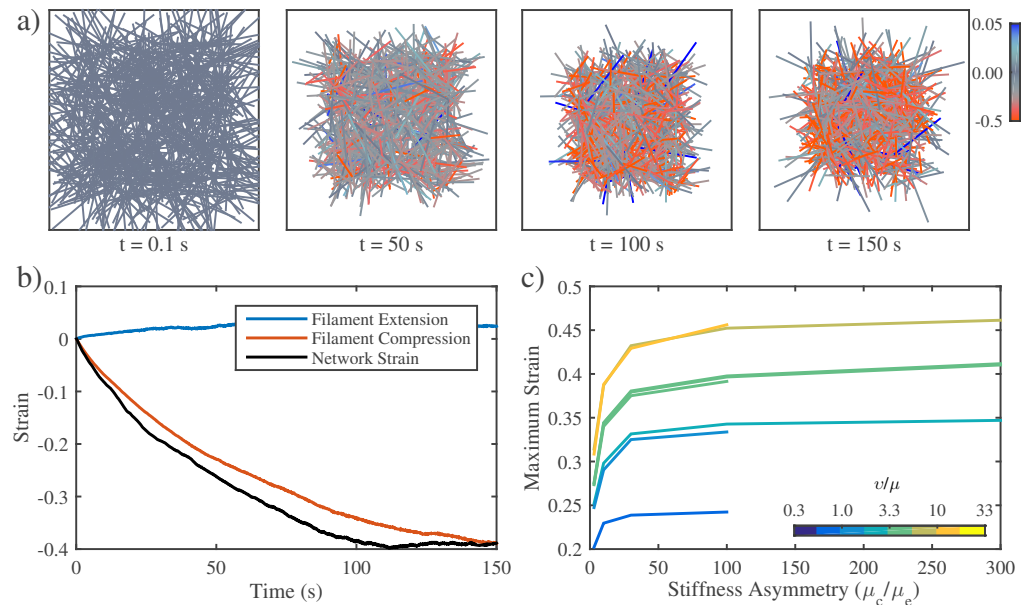 a)
0.05
0.00
-0.5
t = 0.1 s
t = 50 s
t = 100 s
t = 150 s
b)
0.1
0
-0.1
-0.2
-0.3
-0.4
Strain
Filament Extension
Filament Compression
Network Strain
0
50
100
150
Time (s)
c)
0.5
0.45
0.4
0.35
0.3
0.25
0.2
Maximum Strain
υ/μ
0.3
1.0
3.3
10
33
0
50
100
150
200
250
300
Stiffness Asymmetry (μc/μe)